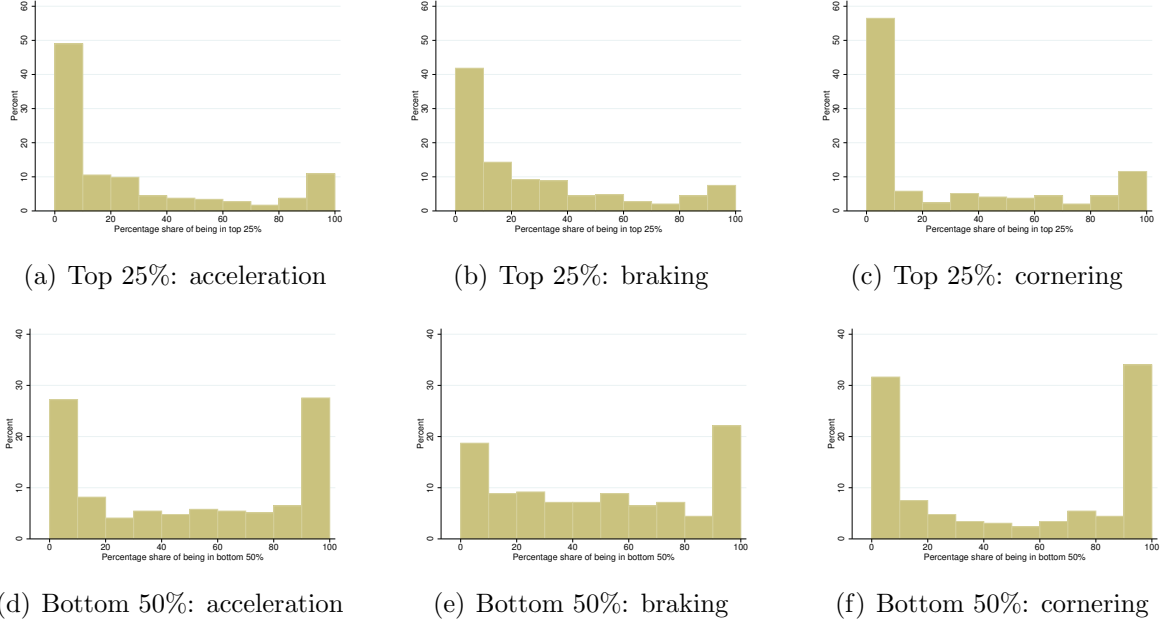 60
50
40
30
20
10
0
Percent
0 20 40 60 80 100
Percentage share of being in top 25%
(a) Top 25%: acceleration
60
50
40
30
20
10
0
Percent
0 20 40 60 80 100
Percentage share of being in top 25%
(b) Top 25%: braking
60
50
40
30
20
10
0
Percent
0 20 40 60 80 100
Percentage share of being in top 25%
(c) Top 25%: cornering
40
30
20
10
0
Percent
0 20 40 60 80 100
Percentage share of being in bottom 50%
d) Bottom 50%: acceleration
40
30
20
10
0
Percent
0 20 40 60 80 100
Percentage share of being in bottom 50%
(e) Bottom 50%: braking
40
30
20
10
0
Percent
0 20 40 60 80 100
Percentage share of being in bottom 50%
(f) Bottom 50%: cornering